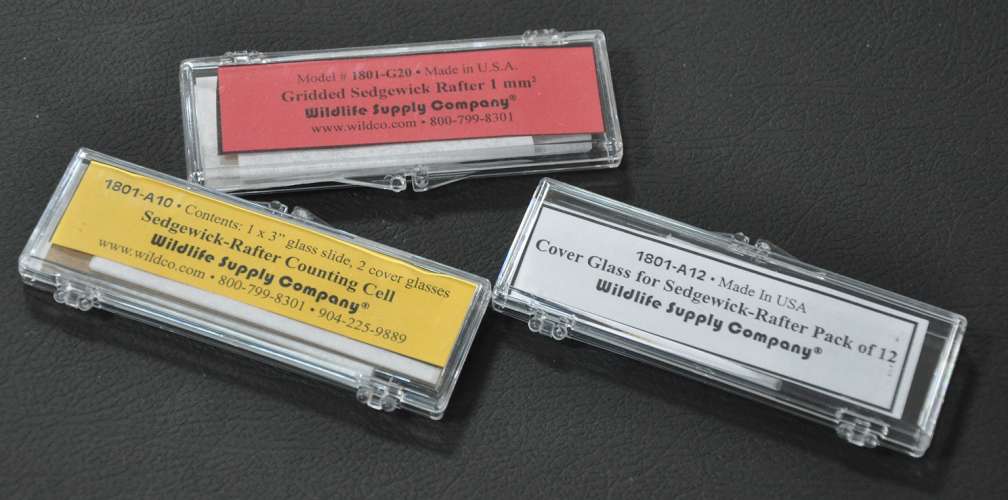 Model # 1801-G20 • Made in U.S.A.
Gridded Sedgewick Rafter 1 mm²
Wildlife Supply Company®
www.wildco.com • 800-799-8301
1801-A10 • Contents: 1 x 3" glass slide, 2 cover glasses
Sedgewick-Rafter Counting Cell
Wildlife Supply Company®
www.wildco.com • 800-799-8301 • 904-225-9889
1801-A12 • Made In USA
Cover Glass for Sedgewick-Rafter Pack of 12
Wildlife Supply Company®